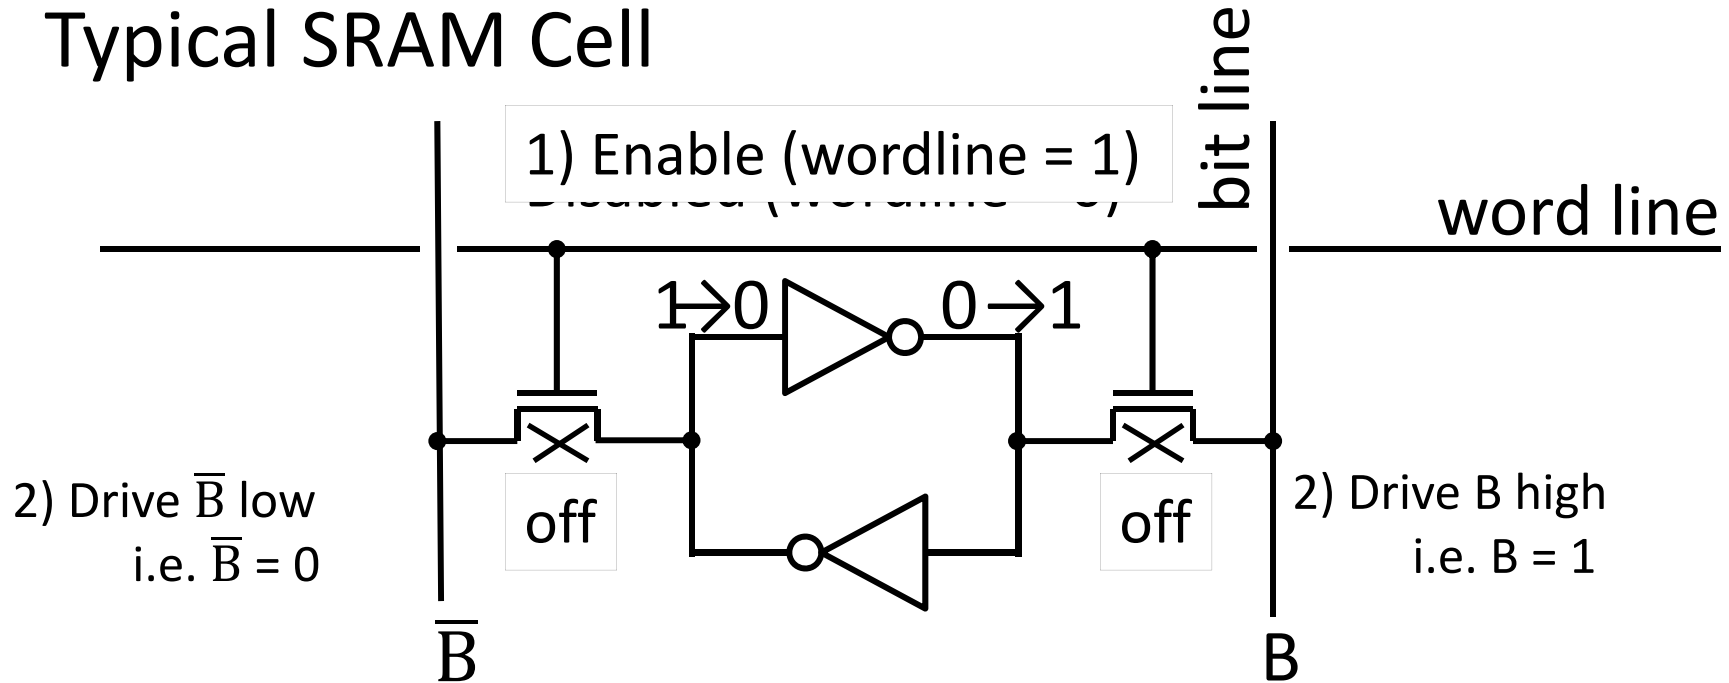 Typical SRAM Cell
bit line
1) Enable (wordline = 1)
word line
1→0
0→1
2) Drive B̅ low
i.e. B̅ = 0
off
off
2) Drive B high
i.e. B = 1
B̅
B